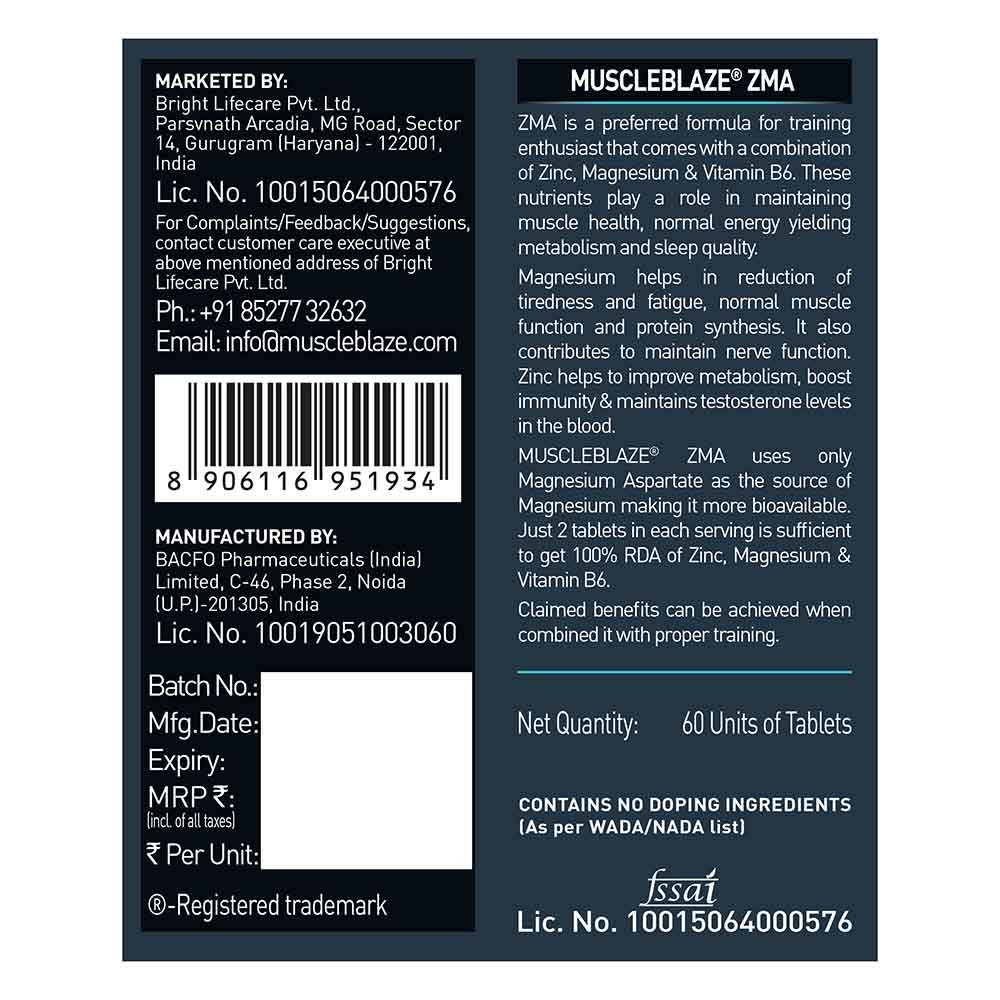 MARKETED BY:
Bright Lifecare Pvt. Ltd.,
Parsvnath Arcadia, MG Road, Sector
14, Gurugram (Haryana) - 122001,
India
Lic. No. 10015064000576
For Complaints/Feedback/Suggestions,
contact customer care executive at
above mentioned address of Bright
Lifecare Pvt. Ltd.
Ph.: +91 85277 32632
Email: info@muscleblaze.com
8 906116 951934
MANUFACTURED BY:
BACFO Pharmaceuticals (India)
Limited, C-46, Phase 2, Noida
(U.P.)-201305, India
Lic. No. 10019051003060
Batch No.:
Mfg.Date:
Expiry:
MRP ₹:
(incl. of all taxes)
₹ Per Unit:
®-Registered trademark
MUSCLEBLAZE® ZMA
ZMA is a preferred formula for training
enthusiast that comes with a combination
of Zinc, Magnesium & Vitamin B6. These
nutrients play a role in maintaining
muscle health, normal energy yielding
metabolism and sleep quality.
Magnesium helps in reduction of
tiredness and fatigue, normal muscle
function and protein synthesis. It also
contributes to maintain nerve function.
Zinc helps to improve metabolism, boost
immunity & maintains testosterone levels
in the blood.
MUSCLEBLAZE® ZMA uses only
Magnesium Aspartate as the source of
Magnesium making it more bioavailable.
Just 2 tablets in each serving is sufficient
to get 100% RDA of Zinc, Magnesium &
Vitamin B6.
Claimed benefits can be achieved when
combined it with proper training.
Net Quantity: 60 Units of Tablets
CONTAINS NO DOPING INGREDIENTS
(As per WADA/NADA list)
fssai
Lic. No. 10015064000576